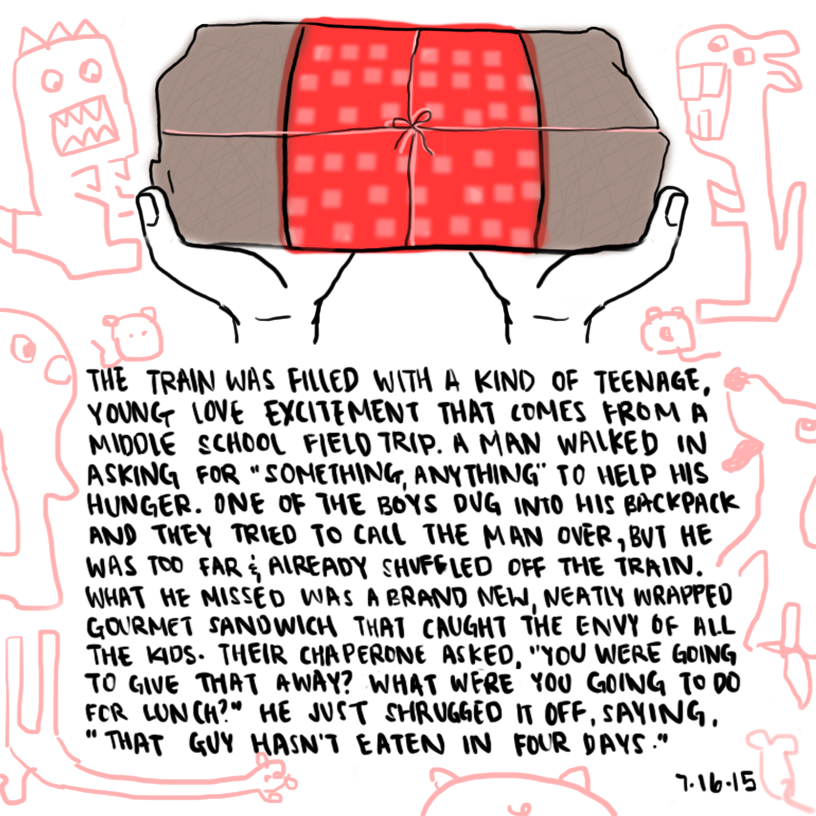 THE TRAIN WAS FILLED WITH A KIND OF TEENAGE,
YOUNG LOVE EXCITEMENT THAT COMES FROM A
MIDDLE SCHOOL FIELD TRIP. A MAN WALKED IN
ASKING FOR "SOMETHING, ANYTHING" TO HELP HIS
HUNGER. ONE OF THE BOYS DUG INTO HIS BACKPACK
AND THEY TRIED TO CALL THE MAN OVER, BUT HE
WAS TOO FAR & ALREADY SHUFFLED OFF THE TRAIN.
WHAT HE MISSED WAS A BRAND NEW, NEATLY WRAPPED
GOURMET SANDWICH THAT CAUGHT THE ENVY OF ALL
THE KIDS. THEIR CHAPERONE ASKED, "YOU WERE GOING
TO GIVE THAT AWAY? WHAT WERE YOU GOING TO DO
FOR LUNCH?" HE JUST SHRUGGED IT OFF, SAYING,
"THAT GUY HASN'T EATEN IN FOUR DAYS."
7.16.15